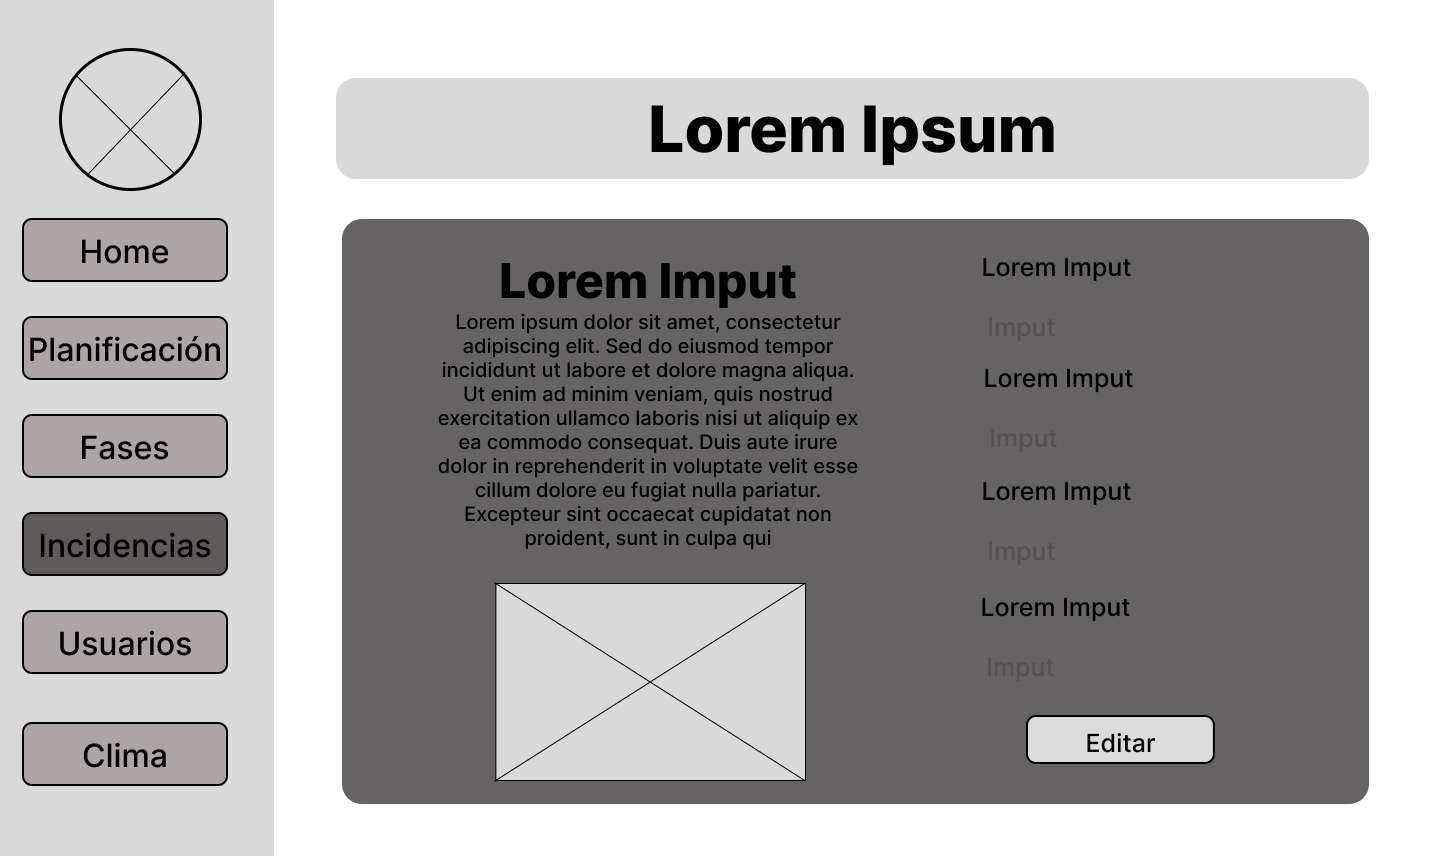 Home
Planificación
Fases
Incidencias
Usuarios
Clima
Lorem Ipsum
Lorem Imput
Lorem ipsum dolor sit amet, consectetur
adipiscing elit. Sed do eiusmod tempor
incididunt ut labore et dolore magna aliqua.
Ut enim ad minim veniam, quis nostrud
exercitation ullamco laboris nisi ut aliquip ex
ea commodo consequat. Duis aute irure
dolor in reprehenderit in voluptate velit esse
cillum dolore eu fugiat nulla pariatur.
Excepteur sint occaecat cupidatat non
proident, sunt in culpa qui
Lorem Imput
Imput
Lorem Imput
Imput
Lorem Imput
Imput
Lorem Imput
Imput
Editar